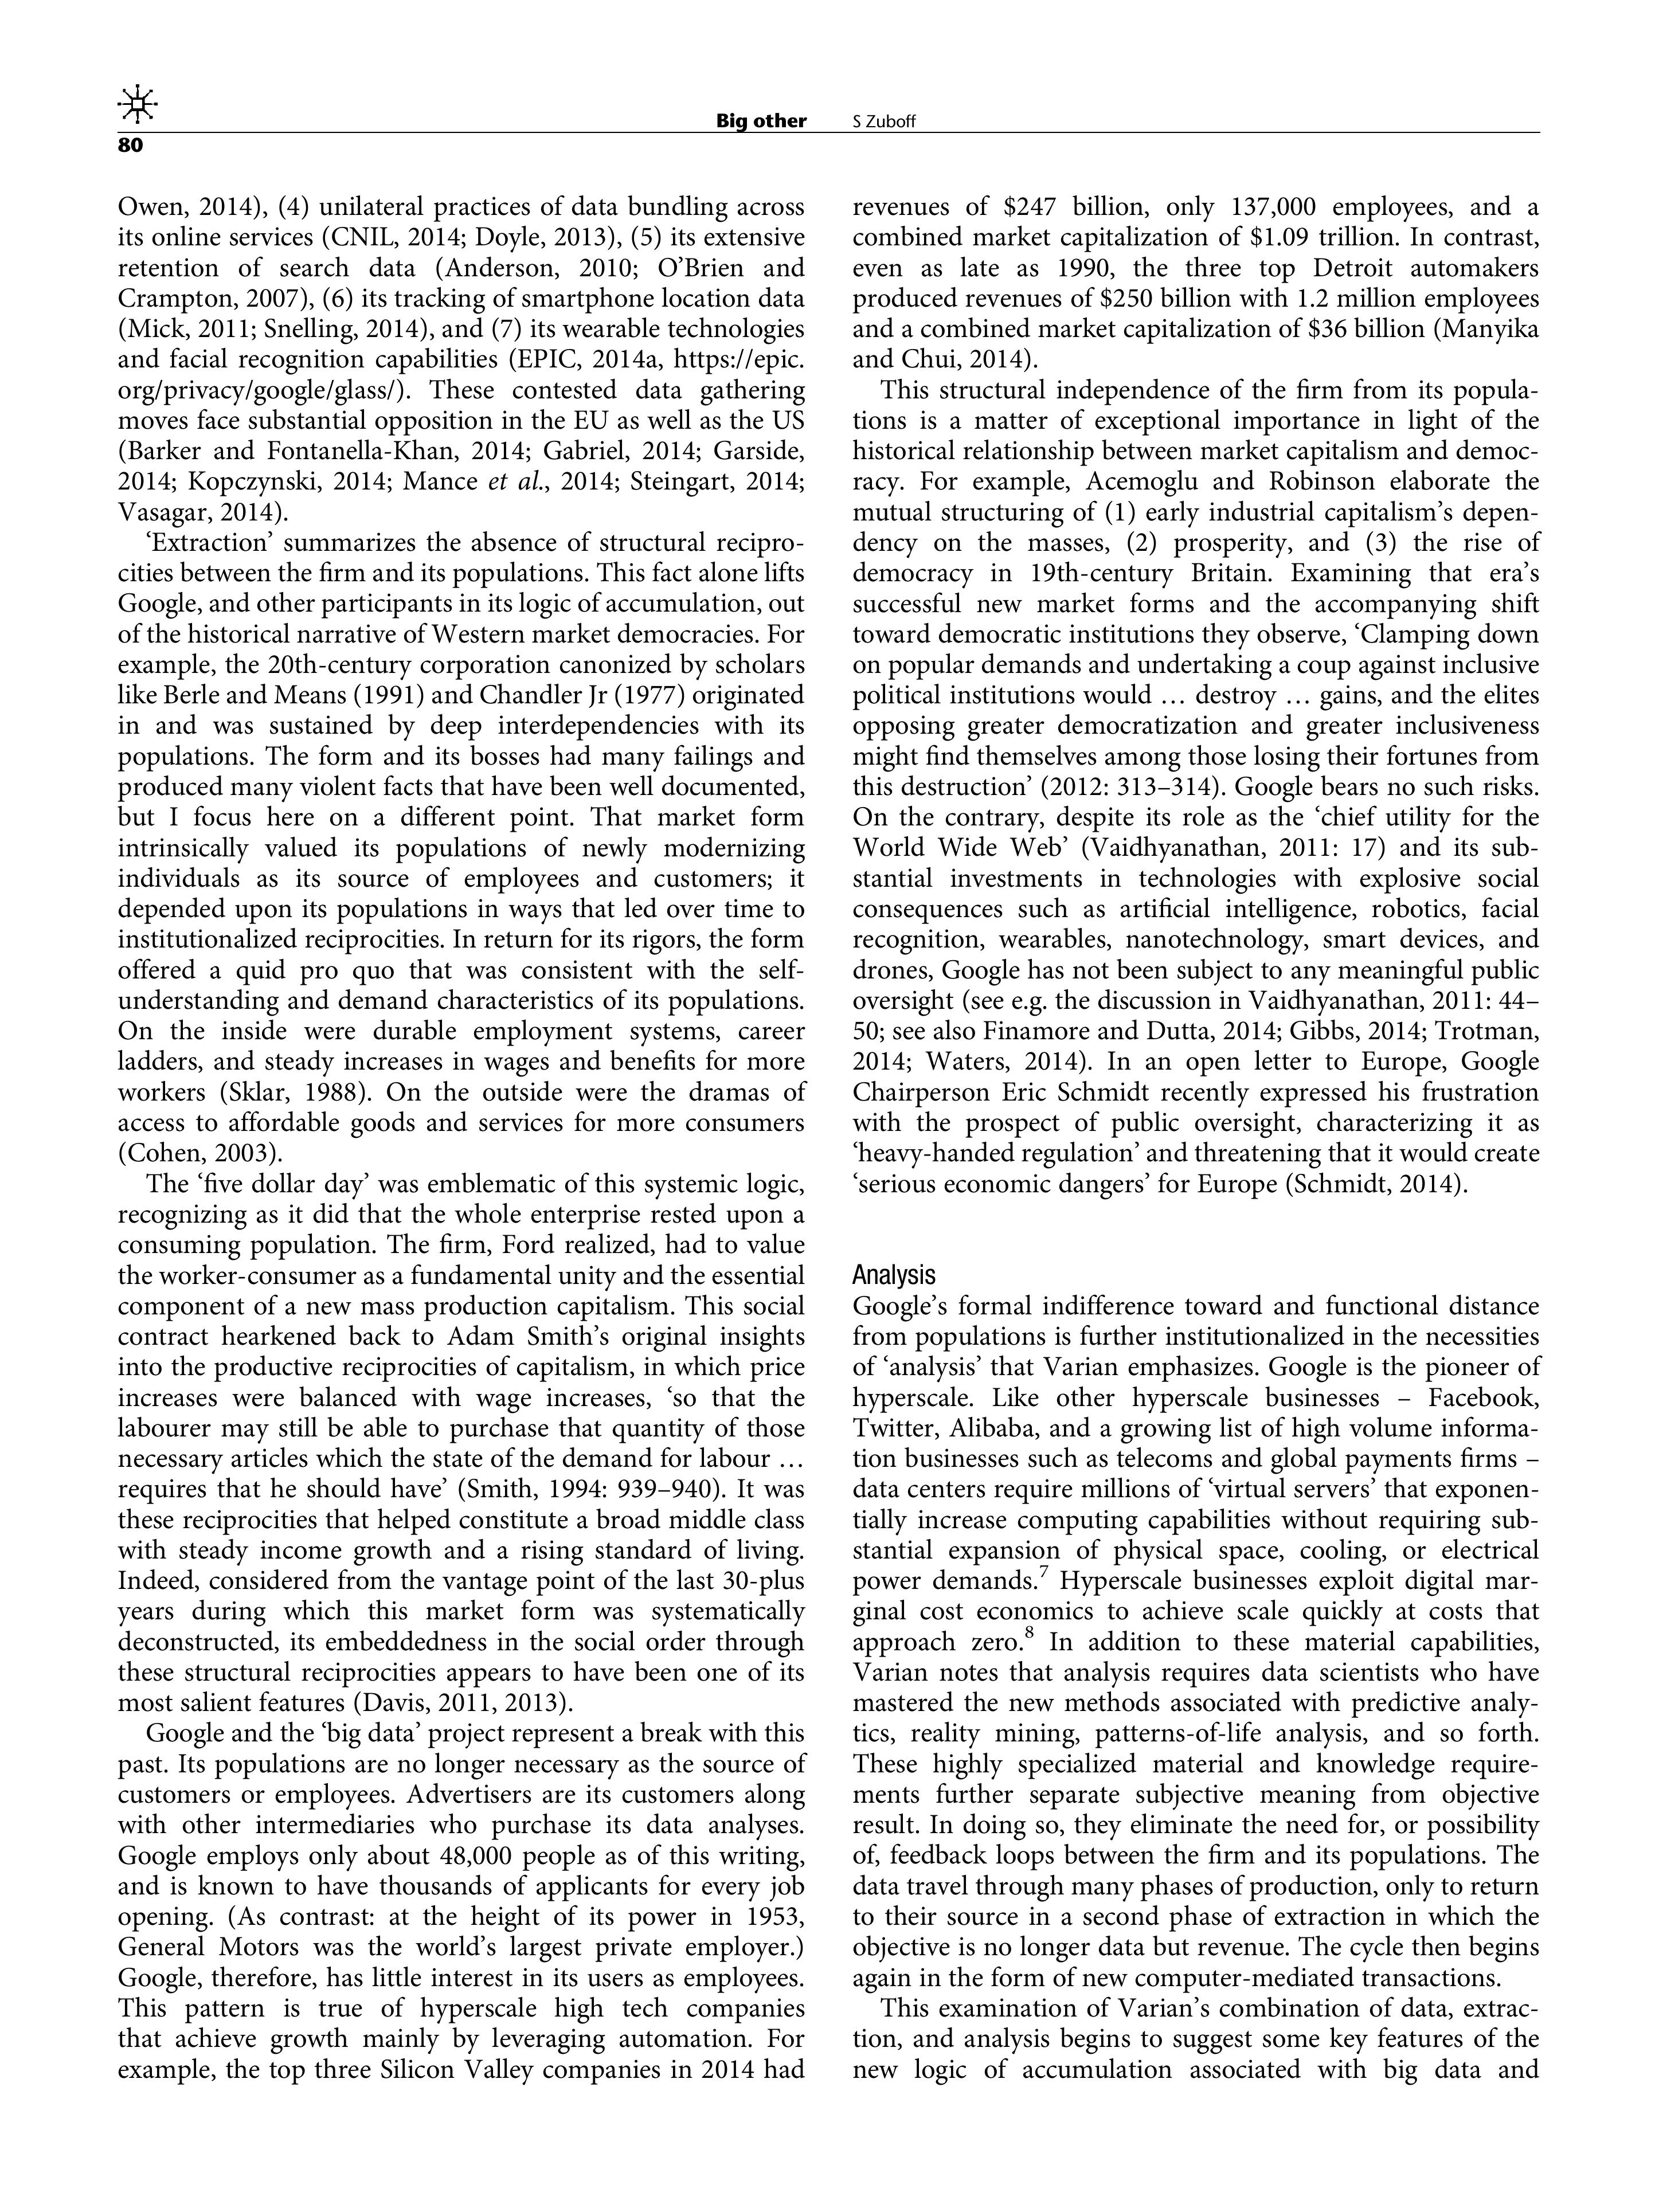 Big other S Zuboff
80
Owen, 2014), (4) unilateral practices of data bundling across
its online services (CNIL, 2014; Doyle, 2013), (5) its extensive
retention of search data (Anderson, 2010; O’Brien and
Crampton, 2007), (6) its tracking of smartphone location data
(Mick, 2011; Snelling, 2014), and (7) its wearable technologies
and facial recognition capabilities (EPIC, 2014a, https://epic.
org/privacy/google/glass/). These contested data gathering
moves face substantial opposition in the EU as well as the US
(Barker and Fontanella-Khan, 2014; Gabriel, 2014; Garside,
2014; Kopczynski, 2014; Mance et al., 2014; Steingart, 2014;
Vasagar, 2014).
‘Extraction’ summarizes the absence of structural recipro-
cities between the firm and its populations. This fact alone lifts
Google, and other participants in its logic of accumulation, out
of the historical narrative of Western market democracies. For
example, the 20th-century corporation canonized by scholars
like Berle and Means (1991) and Chandler Jr (1977) originated
in and was sustained by deep interdependencies with its
populations. The form and its bosses had many failings and
produced many violent facts that have been well documented,
but I focus here on a different point. That market form
intrinsically valued its populations of newly modernizing
individuals as its source of employees and customers; it
depended upon its populations in ways that led over time to
institutionalized reciprocities. In return for its rigors, the form
offered a quid pro quo that was consistent with the self-
understanding and demand characteristics of its populations.
On the inside were durable employment systems, career
ladders, and steady increases in wages and benefits for more
workers (Sklar, 1988). On the outside were the dramas of
access to affordable goods and services for more consumers
(Cohen, 2003).
The ‘five dollar day’ was emblematic of this systemic logic,
recognizing as it did that the whole enterprise rested upon a
consuming population. The firm, Ford realized, had to value
the worker-consumer as a fundamental unity and the essential
component of a new mass production capitalism. This social
contract hearkened back to Adam Smith’s original insights
into the productive reciprocities of capitalism, in which price
increases were balanced with wage increases, ‘so that the
labourer may still be able to purchase that quantity of those
necessary articles which the state of the demand for labour …
requires that he should have’ (Smith, 1994: 939–940). It was
these reciprocities that helped constitute a broad middle class
with steady income growth and a rising standard of living.
Indeed, considered from the vantage point of the last 30-plus
years during which this market form was systematically
deconstructed, its embeddedness in the social order through
these structural reciprocities appears to have been one of its
most salient features (Davis, 2011, 2013).
Google and the ‘big data’ project represent a break with this
past. Its populations are no longer necessary as the source of
customers or employees. Advertisers are its customers along
with other intermediaries who purchase its data analyses.
Google employs only about 48,000 people as of this writing,
and is known to have thousands of applicants for every job
opening. (As contrast: at the height of its power in 1953,
General Motors was the world’s largest private employer.)
Google, therefore, has little interest in its users as employees.
This pattern is true of hyperscale high tech companies
that achieve growth mainly by leveraging automation. For
example, the top three Silicon Valley companies in 2014 had
revenues of $247 billion, only 137,000 employees, and a
combined market capitalization of $1.09 trillion. In contrast,
even as late as 1990, the three top Detroit automakers
produced revenues of $250 billion with 1.2 million employees
and a combined market capitalization of $36 billion (Manyika
and Chui, 2014).
This structural independence of the firm from its popula-
tions is a matter of exceptional importance in light of the
historical relationship between market capitalism and democ-
racy. For example, Acemoglu and Robinson elaborate the
mutual structuring of (1) early industrial capitalism’s depen-
dency on the masses, (2) prosperity, and (3) the rise of
democracy in 19th-century Britain. Examining that era’s
successful new market forms and the accompanying shift
toward democratic institutions they observe, ‘Clamping down
on popular demands and undertaking a coup against inclusive
political institutions would … destroy … gains, and the elites
opposing greater democratization and greater inclusiveness
might find themselves among those losing their fortunes from
this destruction’ (2012: 313–314). Google bears no such risks.
On the contrary, despite its role as the ‘chief utility for the
World Wide Web’ (Vaidhyanathan, 2011: 17) and its sub-
stantial investments in technologies with explosive social
consequences such as artificial intelligence, robotics, facial
recognition, wearables, nanotechnology, smart devices, and
drones, Google has not been subject to any meaningful public
oversight (see e.g. the discussion in Vaidhyanathan, 2011: 44–
50; see also Finamore and Dutta, 2014; Gibbs, 2014; Trotman,
2014; Waters, 2014). In an open letter to Europe, Google
Chairperson Eric Schmidt recently expressed his frustration
with the prospect of public oversight, characterizing it as
‘heavy-handed regulation’ and threatening that it would create
‘serious economic dangers’ for Europe (Schmidt, 2014).
Analysis
Google’s formal indifference toward and functional distance
from populations is further institutionalized in the necessities
of ‘analysis’ that Varian emphasizes. Google is the pioneer of
hyperscale. Like other hyperscale businesses – Facebook,
Twitter, Alibaba, and a growing list of high volume informa-
tion businesses such as telecoms and global payments firms –
data centers require millions of ‘virtual servers’ that exponen-
tially increase computing capabilities without requiring sub-
stantial expansion of physical space, cooling, or electrical
power demands.7 Hyperscale businesses exploit digital mar-
ginal cost economics to achieve scale quickly at costs that
approach zero.8 In addition to these material capabilities,
Varian notes that analysis requires data scientists who have
mastered the new methods associated with predictive analy-
tics, reality mining, patterns-of-life analysis, and so forth.
These highly specialized material and knowledge require-
ments further separate subjective meaning from objective
result. In doing so, they eliminate the need for, or possibility
of, feedback loops between the firm and its populations. The
data travel through many phases of production, only to return
to their source in a second phase of extraction in which the
objective is no longer data but revenue. The cycle then begins
again in the form of new computer-mediated transactions.
This examination of Varian’s combination of data, extrac-
tion, and analysis begins to suggest some key features of the
new logic of accumulation associated with big data and